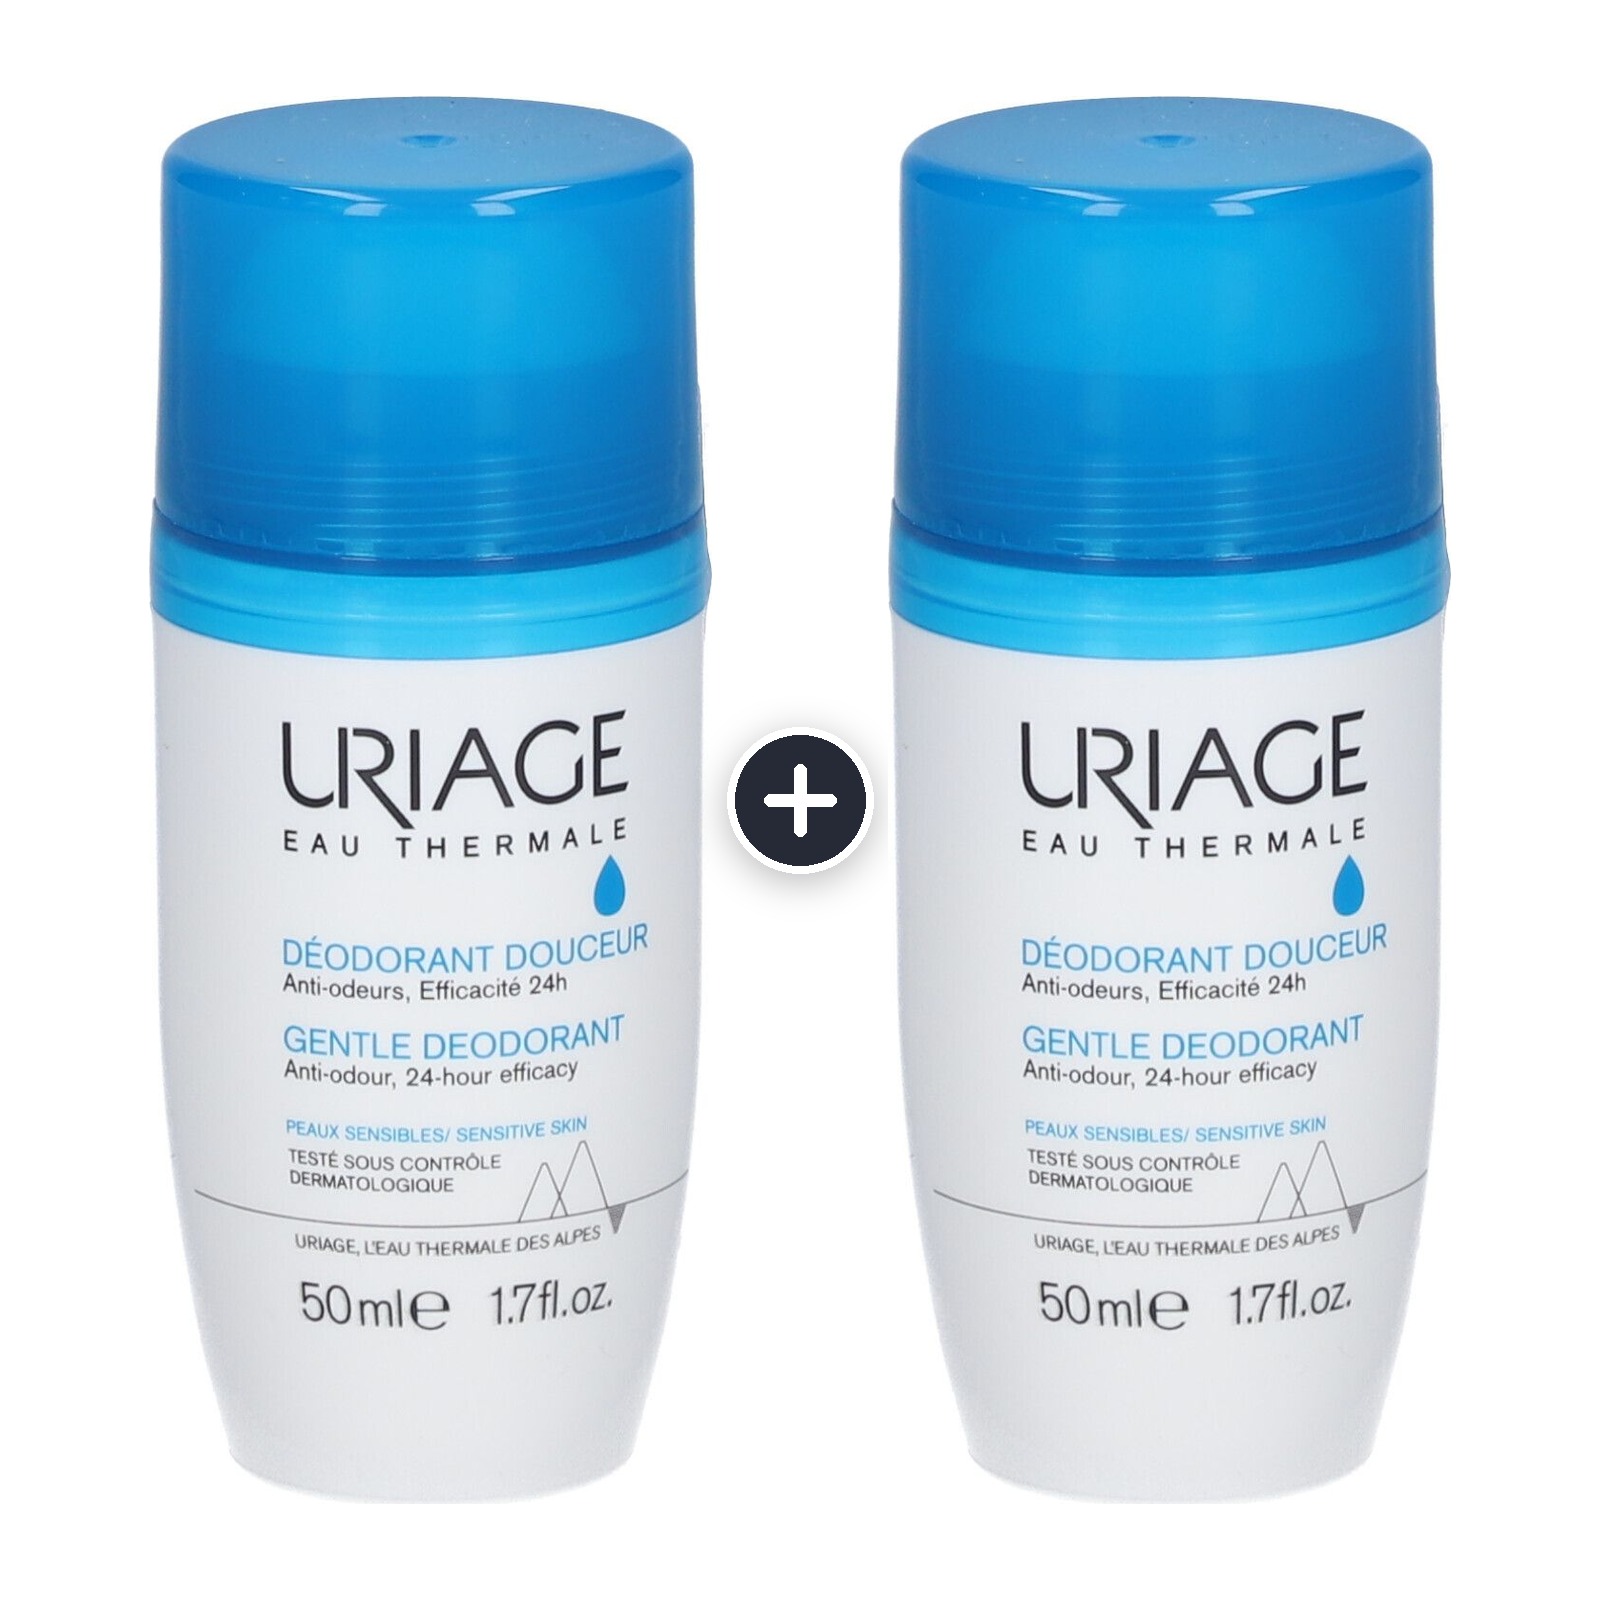 URIAGE
EAU THERMALE
DÉODORANT DOUCEUR
Anti-odeurs, Efficacité 24h
GENTLE DEODORANT
Anti-odour, 24-hour efficacy
PEAUX SENSIBLES/ SENSITIVE SKIN
TESTÉ SOUS CONTRÔLE
DERMATOLOGIQUE
URIAGE, L'EAU THERMALE DES ALPES
50ml℮ 1.7fl.oz.
URIAGE
EAU THERMALE
DÉODORANT DOUCEUR
Anti-odeurs, Efficacité 24h
GENTLE DEODORANT
Anti-odour, 24-hour efficacy
PEAUX SENSIBLES/ SENSITIVE SKIN
TESTÉ SOUS CONTRÔLE
DERMATOLOGIQUE
URIAGE, L'EAU THERMALE DES ALPES
50ml℮ 1.7fl.oz.